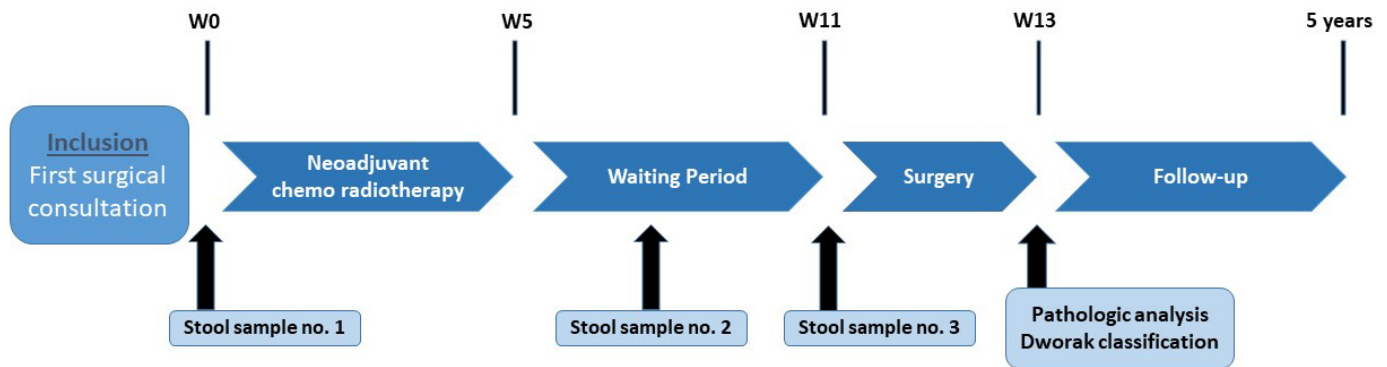 W0
W5
W11
W13
5 years
Inclusion
First surgical
consultation
Neoadjuvant
chemo radiotherapy
Waiting Period
Surgery
Follow-up
Stool sample no. 1
Stool sample no. 2
Stool sample no. 3
Pathologic analysis
Dworak classification